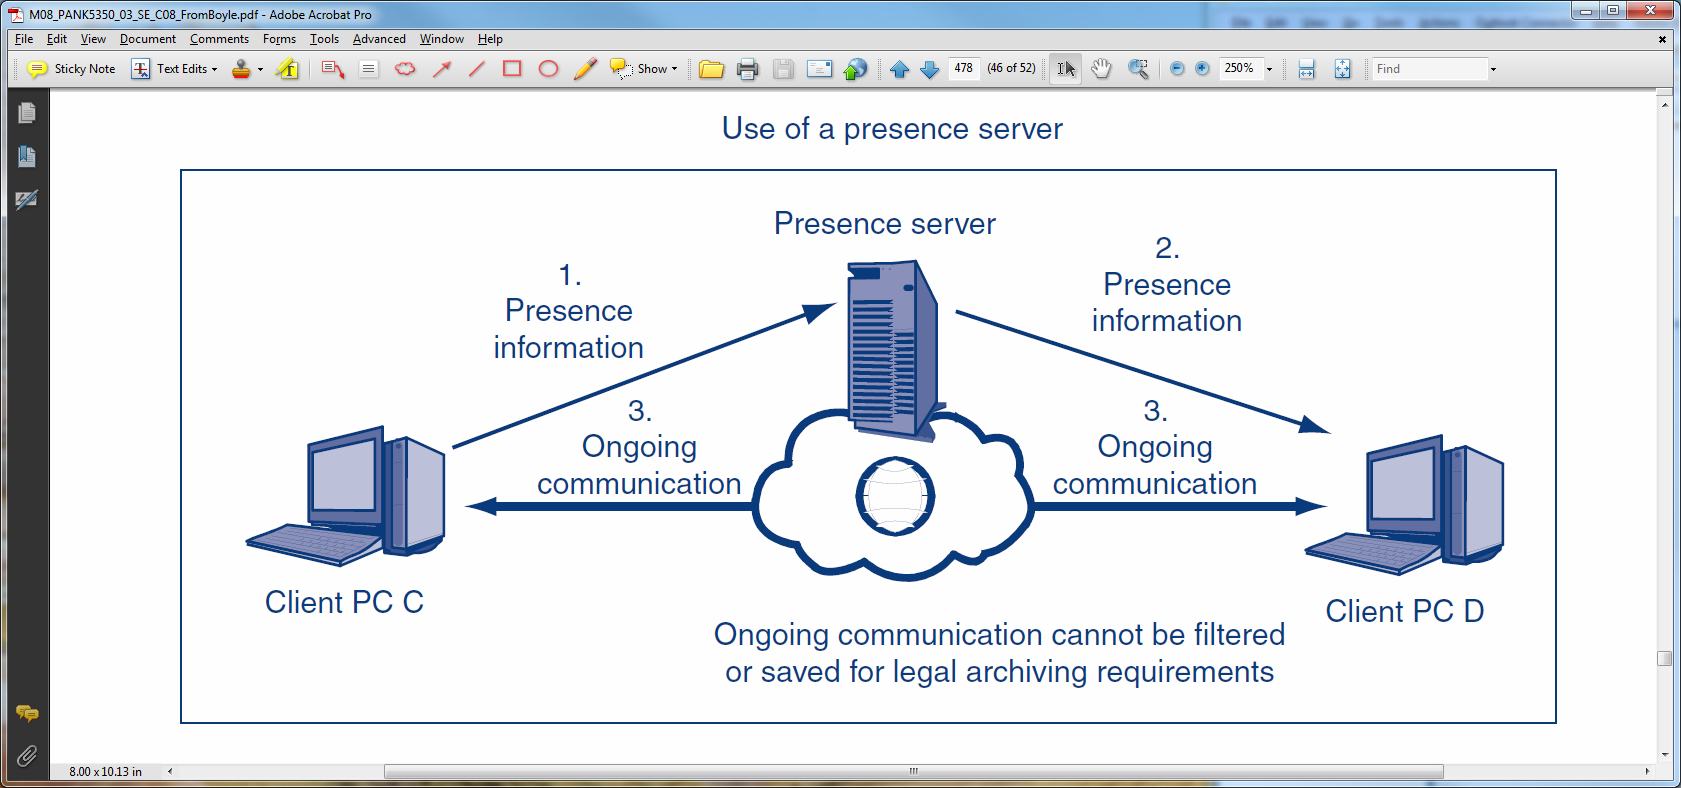 M08_PANK5350_03_SE_C08_FromBoyle.pdf - Adobe Acrobat Pro
File Edit View Document Comments Forms Tools Advanced Window Help
Sticky Note Text Edits Show 478 (46 of 52) 250% Find
Use of a presence server
Presence server
1.
Presence
information
2.
Presence
information
3.
Ongoing
communication
3.
Ongoing
communication
Client PC C
Client PC D
Ongoing communication cannot be filtered
or saved for legal archiving requirements
8.00 x 10.13 in